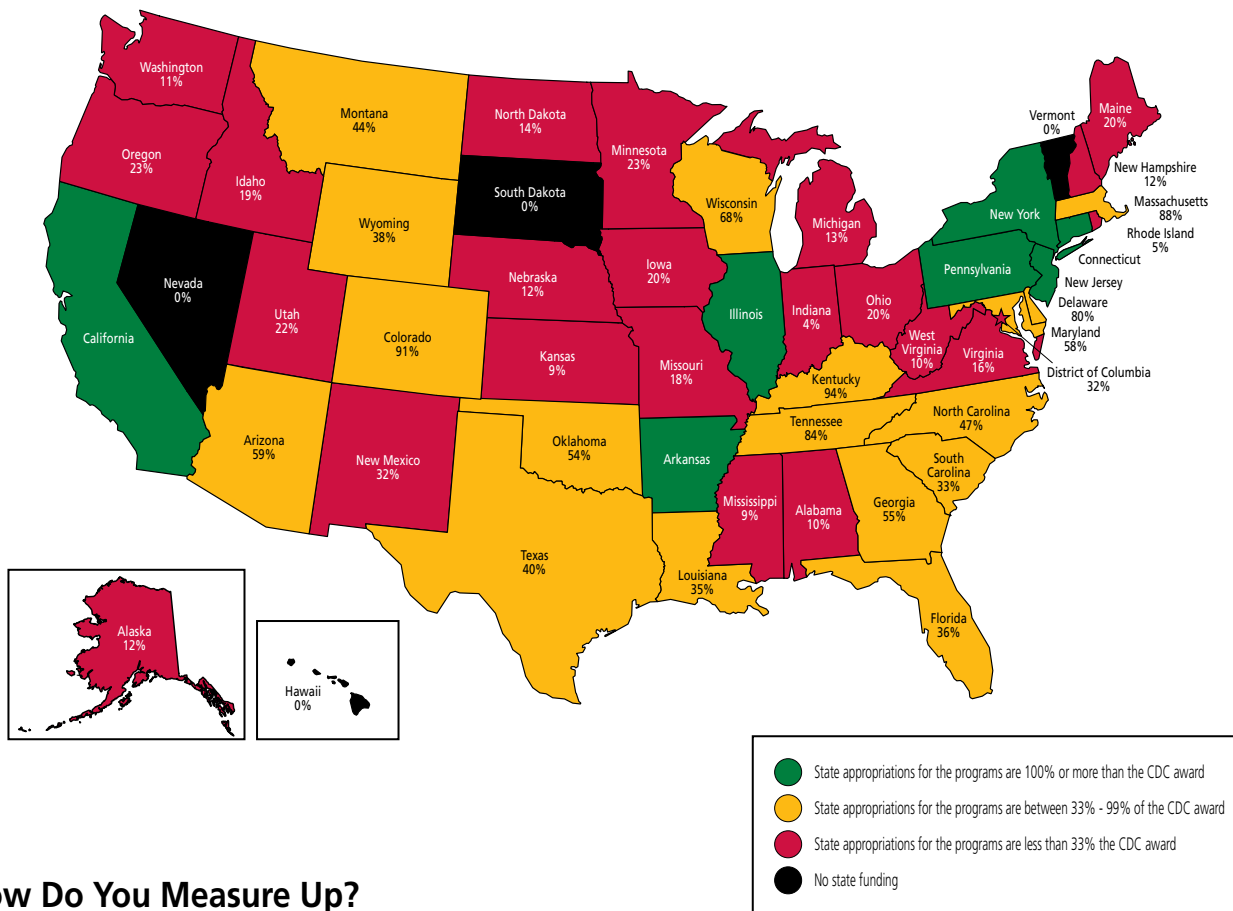 Washington
11%
Oregon
23%
California
Nevada
0%
Idaho
19%
Montana
44%
Wyoming
38%
Utah
22%
Colorado
91%
Arizona
59%
New Mexico
32%
North Dakota
14%
South Dakota
0%
Nebraska
12%
Kansas
9%
Oklahoma
54%
Texas
40%
Minnesota
23%
Iowa
20%
Missouri
18%
Arkansas
Louisiana
35%
Wisconsin
68%
Illinois
Michigan
13%
Indiana
4%
Ohio
20%
Kentucky
94%
Tennessee
84%
Mississippi
9%
Alabama
10%
Georgia
55%
Florida
36%
South
Carolina
33%
North Carolina
47%
Virginia
16%
West
Virginia
10%
Pennsylvania
New York
Vermont
0%
Maine
20%
New Hampshire
12%
Massachusetts
88%
Rhode Island
5%
Connecticut
New Jersey
Delaware
80%
Maryland
58%
District of Columbia
32%
Alaska
12%
Hawaii
0%
State appropriations for the programs are 100% or more than the CDC award
State appropriations for the programs are between 33% - 99% of the CDC award
State appropriations for the programs are less than 33% the CDC award
No state funding
ow Do You Measure Up?